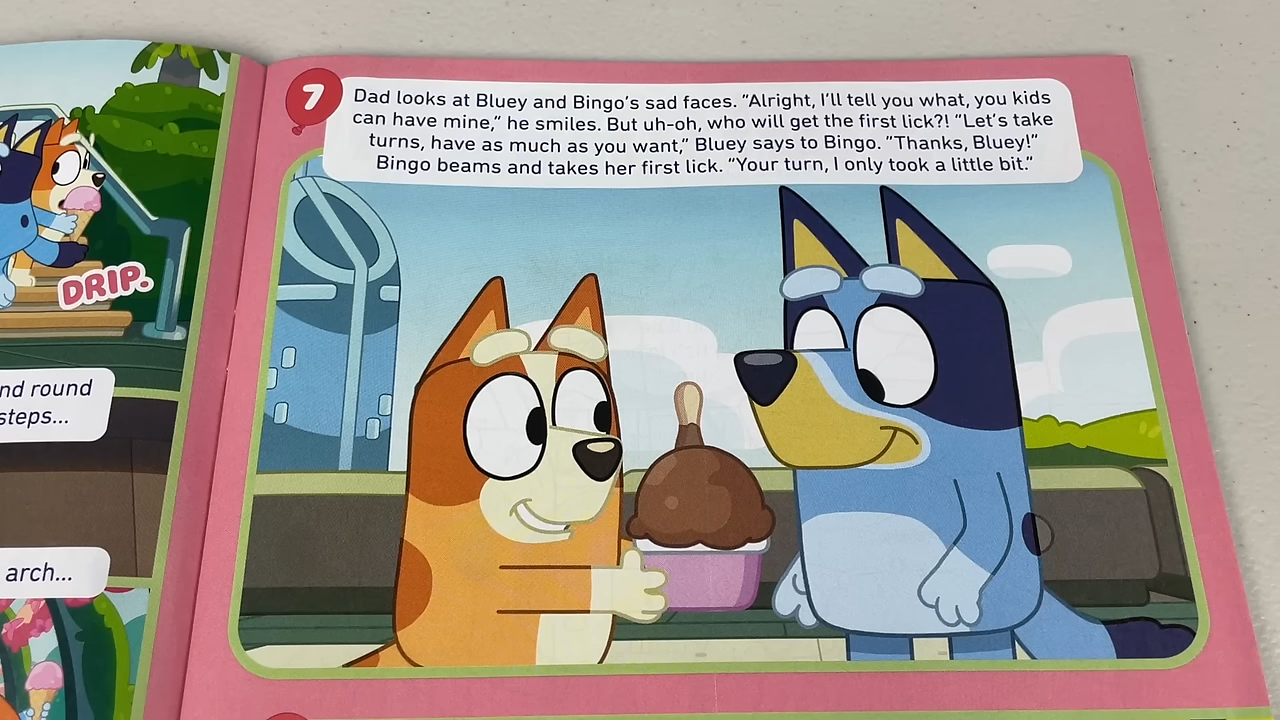 DRIP.
nd round
steps...
arch...
7
Dad looks at Bluey and Bingo's sad faces. "Alright, I'll tell you what, you kids
can have mine," he smiles. But uh-oh, who will get the first lick?! "Let's take
turns, have as much as you want," Bluey says to Bingo. "Thanks, Bluey!"
Bingo beams and takes her first lick. "Your turn, I only took a little bit."